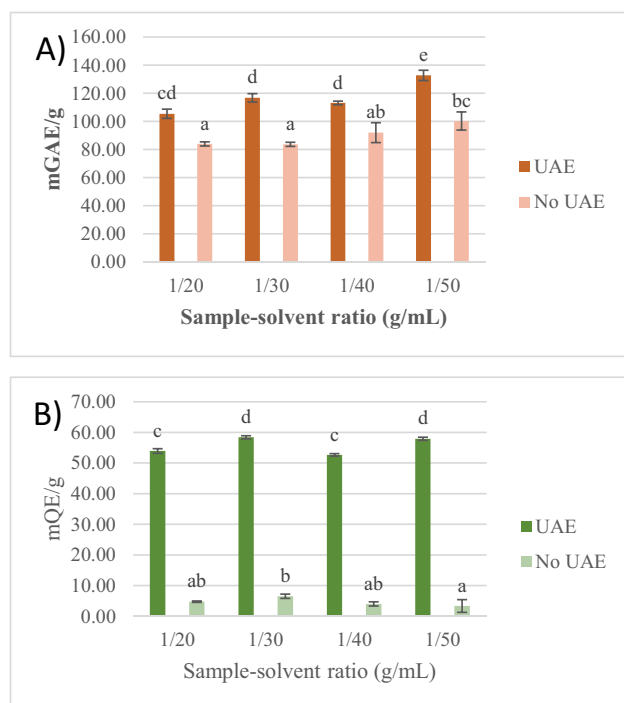 A)
160.00
140.00
120.00
100.00
80.00
60.00
40.00
20.00
0.00
mGAE/g
cd
a
d
a
d
ab
e
bc
1/20 1/30 1/40 1/50
Sample-solvent ratio (g/mL)
UAE
No UAE
B)
70.00
60.00
50.00
40.00
30.00
20.00
10.00
0.00
mQE/g
c
ab
d
b
c
ab
d
a
1/20 1/30 1/40 1/50
Sample-solvent ratio (g/mL)
UAE
No UAE